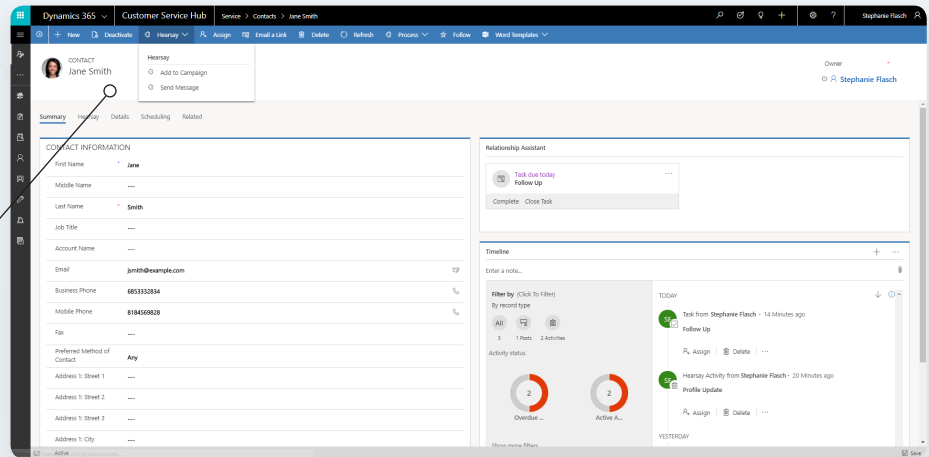 Dynamics 365 Customer Service Hub Service > Contacts > Jane Smith Stephanie Flasch
New Deactivate Hearsay Assign Email a Link Delete Refresh Process Follow Word Templates
CONTACT
Jane Smith
Hearsay
Add to Campaign
Send Message
Owner *
Stephanie Flasch
Summary Hearsay Details Scheduling Related
CONTACT INFORMATION
First Name * Jane
Middle Name ---
Last Name * Smith
Job Title ---
Account Name ---
Email jsmith@example.com
Business Phone 6853332834
Mobile Phone 8184569828
Fax ---
Preferred Method of
Contact Any
Address 1: Street 1 ---
Address 1: Street 2 ---
Address 1: Street 3 ---
Address 1: City ---
Active
Relationship Assistant
Task due today
Follow Up
Complete Close Task
Timeline
Enter a note...
Filter by (Click To Filter)
By record type
All
3 1 Posts 2 Activities
Activity status
2 2
Overdue ... Active A...
Show more filters
TODAY
SF Task from Stephanie Flasch - 14 Minutes ago
Follow Up
Assign Delete ...
SF Hearsay Activity from Stephanie Flasch - 20 Minutes ago
Profile Update
Assign Delete ...
YESTERDAY
Save